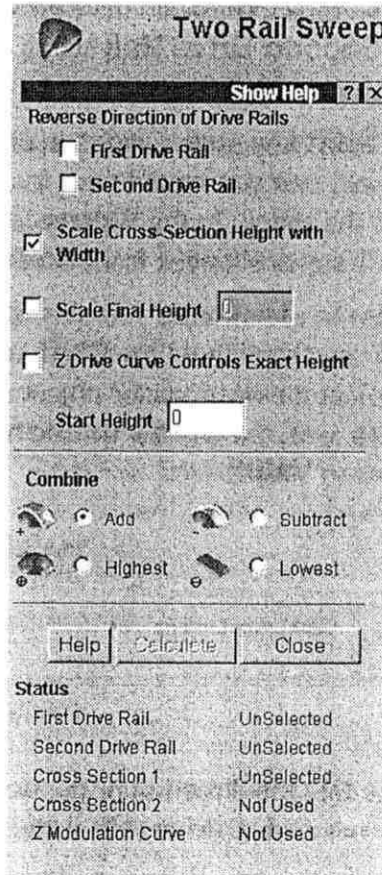 Two Rail Sweep
Show Help ? X
Reverse Direction of Drive Rails
First Drive Rail
Second Drive Rail
Scale Cross-Section Height with
Width
Scale Final Height 0
Z Drive Curve Controls Exact Height
Start Height 0
Combine
Add Subtract
Highest Lowest
Help Calculate Close
Status
First Drive Rail UnSelected
Second Drive Rail UnSelected
Cross Section 1 UnSelected
Cross Section 2 Not Used
Z Modulation Curve Not Used